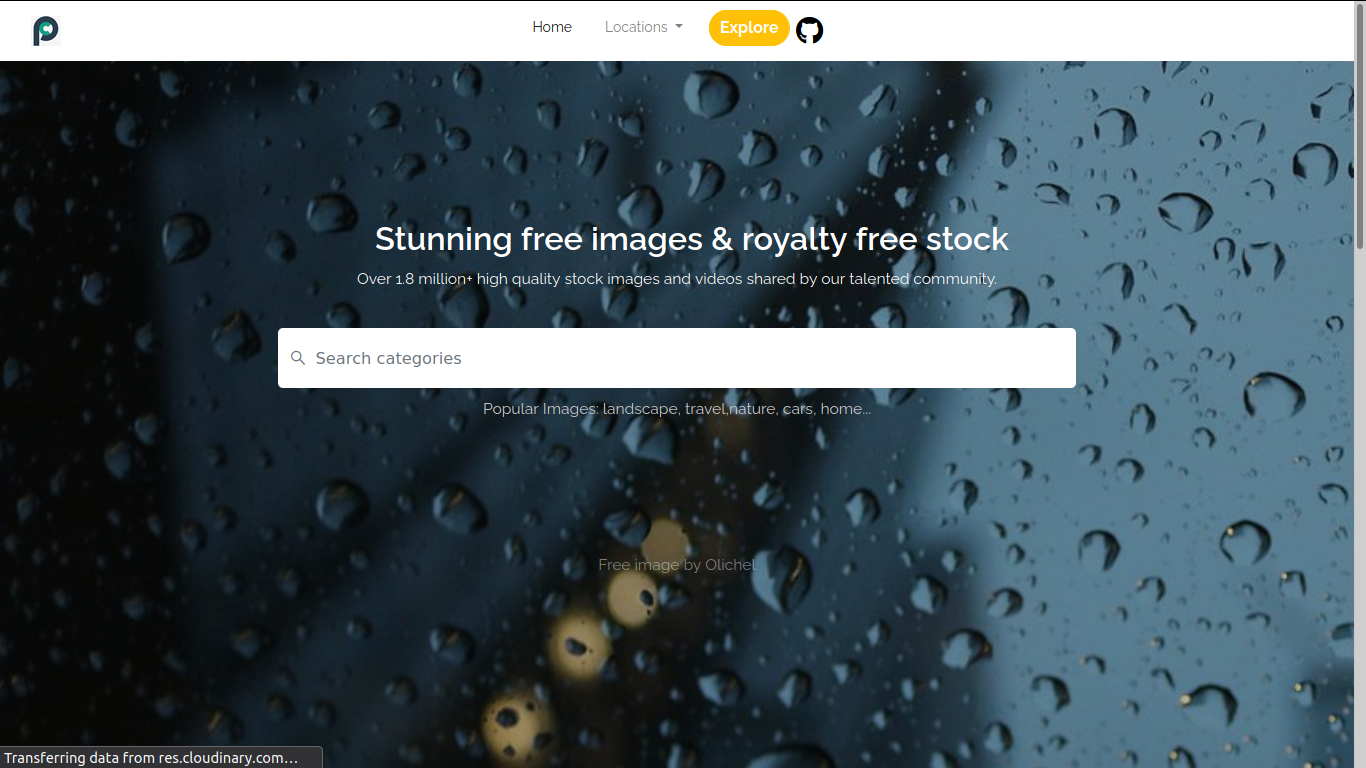 Home Locations Explore
Stunning free images & royalty free stock
Over 1.8 million+ high quality stock images and videos shared by our talented community.
Search categories
Popular Images: landscape, travel,nature, cars, home...
Free image by Olichel
Transferring data from res.cloudinary.com...